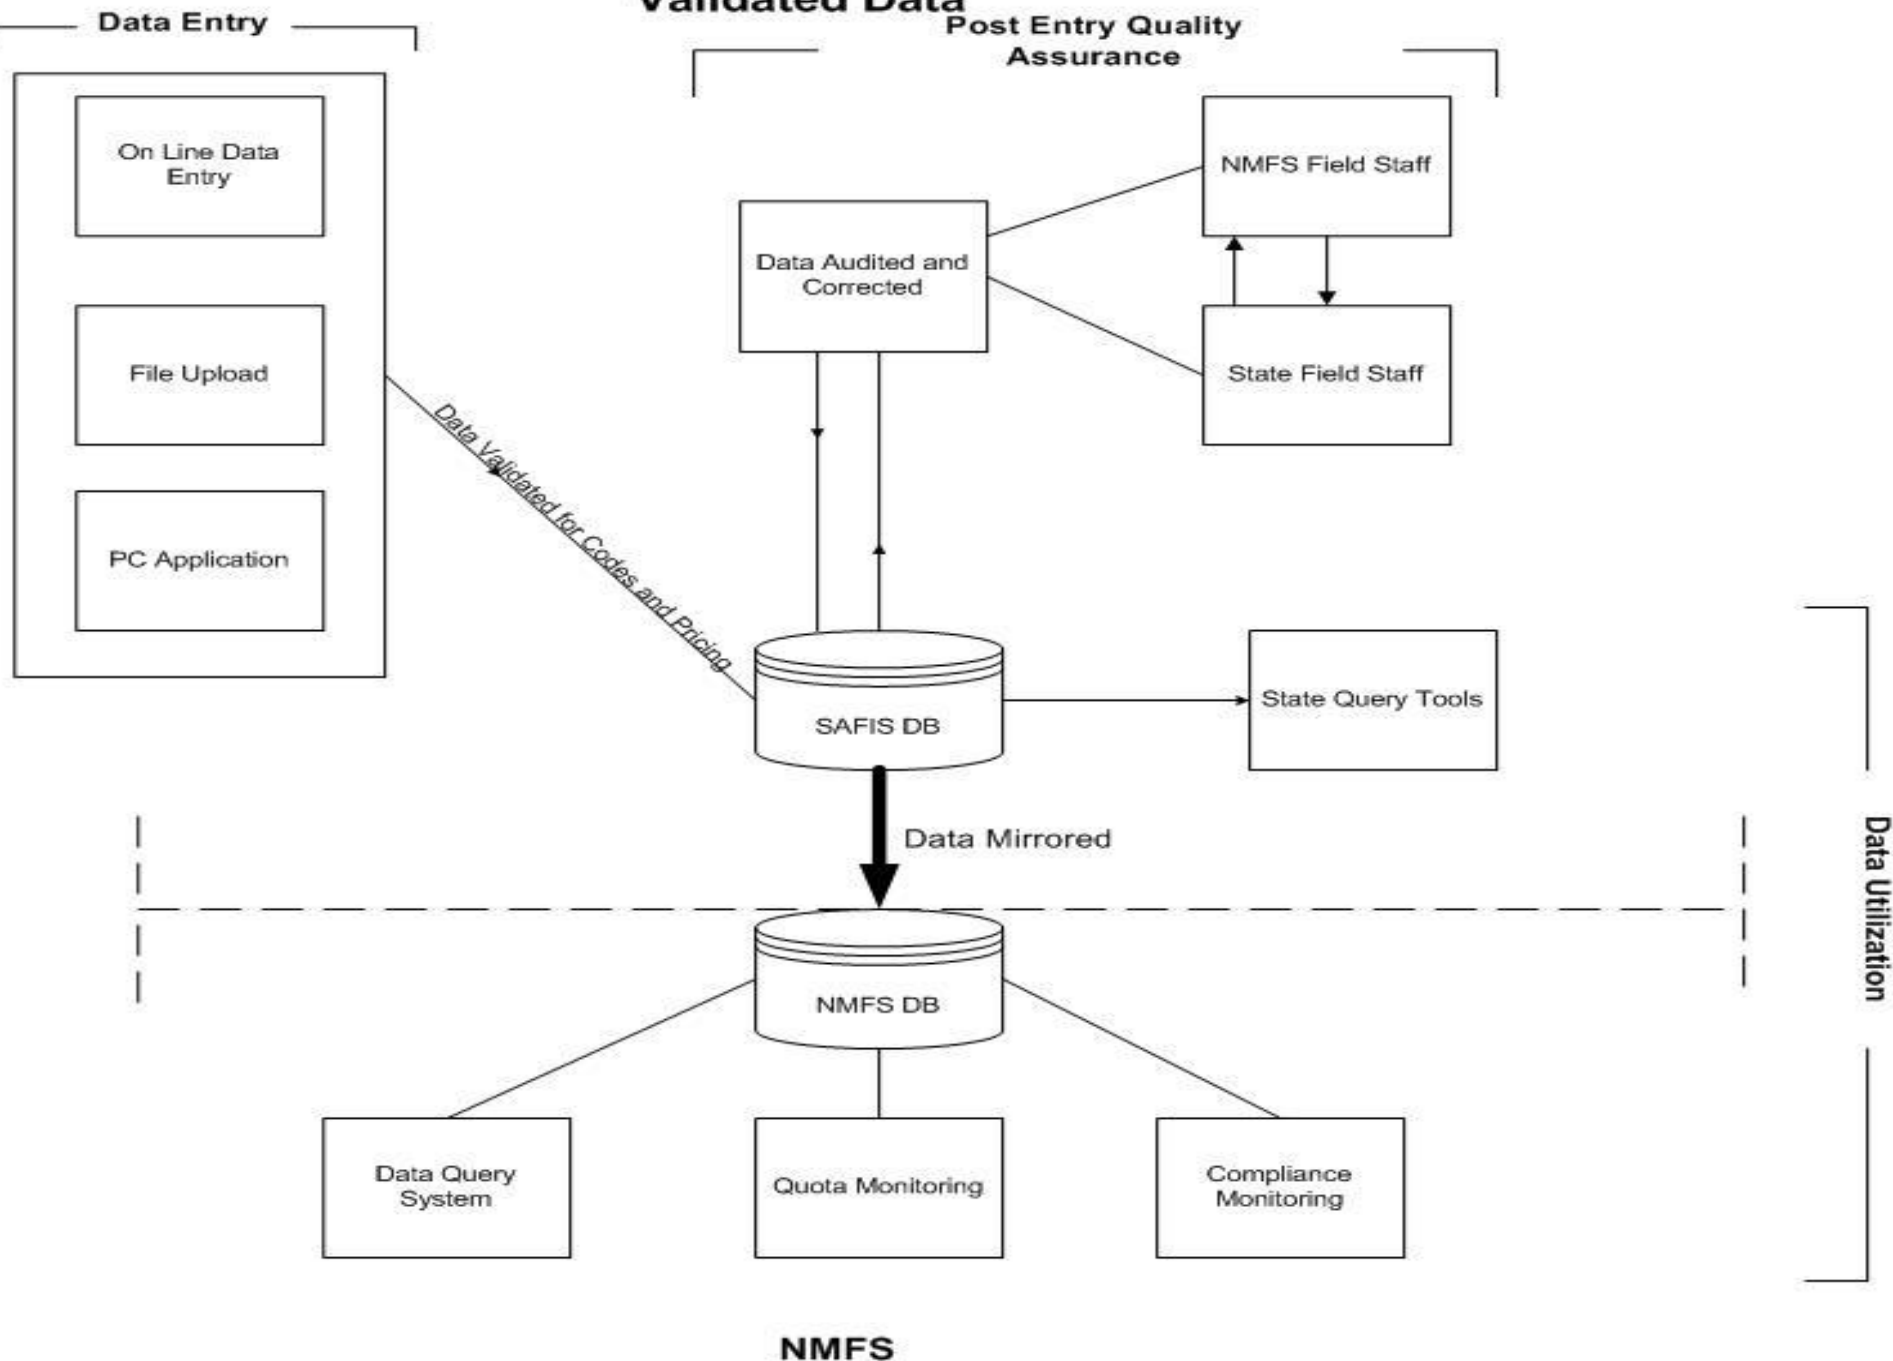 Validated Data
Data Entry
Post Entry Quality
Assurance
On Line Data
Entry
NMFS Field Staff
Data Audited and
Corrected
File Upload
State Field Staff
Data Validated for Codes and Pricing
PC Application
SAFIS DB
State Query Tools
Data Mirrored
Data Utilization
NMFS DB
Data Query
System
Quota Monitoring
Compliance
Monitoring
NMFS